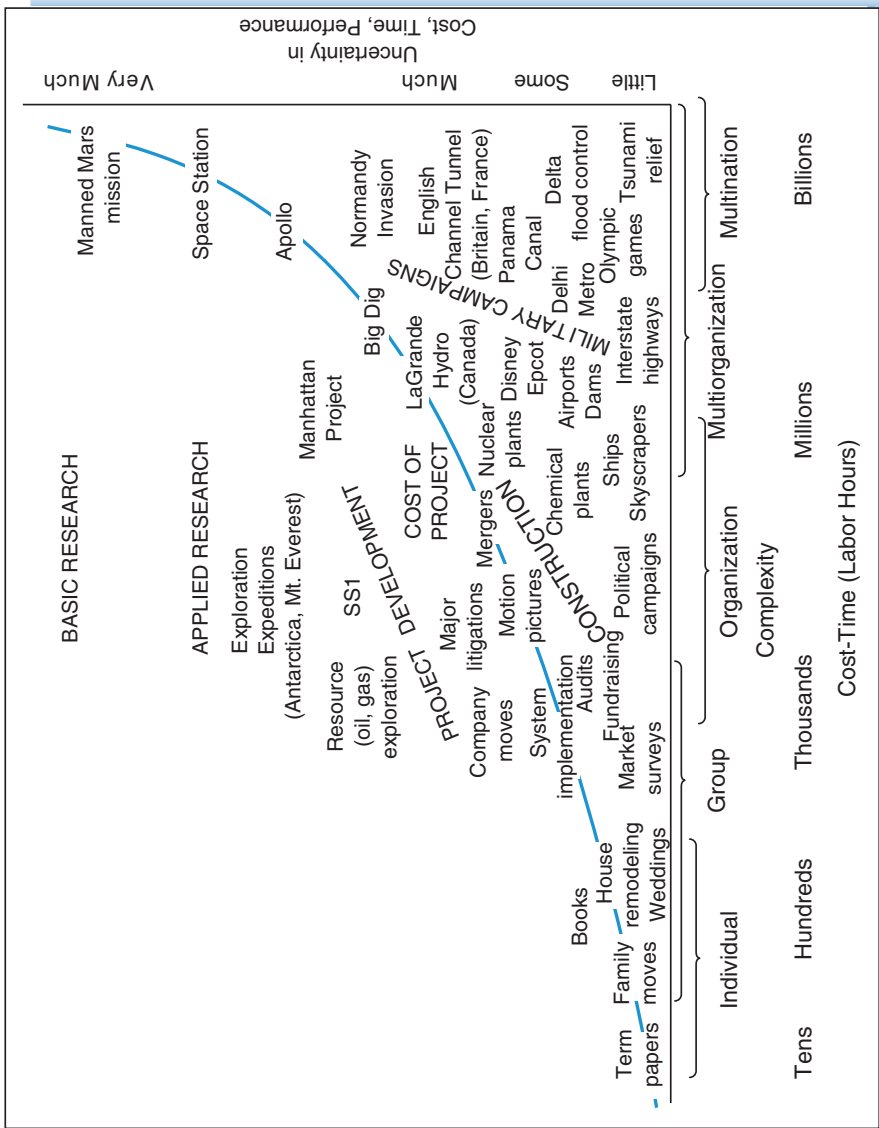 Uncertainty in
Cost, Time, Performance
Very Much
Much
Some
Little
Manned Mars
mission
Space Station
Apollo
Normandy
Invasion
English
Channel Tunnel
(Britain, France)
Panama
Canal
Delta
flood control
Tsunami
relief
Olympic
games
Delhi
Metro
MILITARY CAMPAIGNS
Big Dig
LaGrande
Hydro
(Canada)
Disney
Epcot
Airports
Dams
Interstate
highways
Manhattan
Project
COST OF
PROJECT
Nuclear
plants
Mergers
Chemical
plants
Ships
Skyscrapers
CONSTRUCTION
BASIC RESEARCH
APPLIED RESEARCH
Exploration
Expeditions
(Antarctica, Mt. Everest)
SS1
PROJECT DEVELOPMENT
Major
litigations
Motion
pictures
Political
campaigns
Resource
(oil, gas)
exploration
Company
moves
System
implementation
Audits
Fundraising
Market
surveys
Books
House
remodeling
Weddings
Family
moves
Term
papers
Individual
Group
Organization
Multiorganization
Multination
Complexity
Tens
Hundreds
Thousands
Millions
Billions
Cost-Time (Labor Hours)